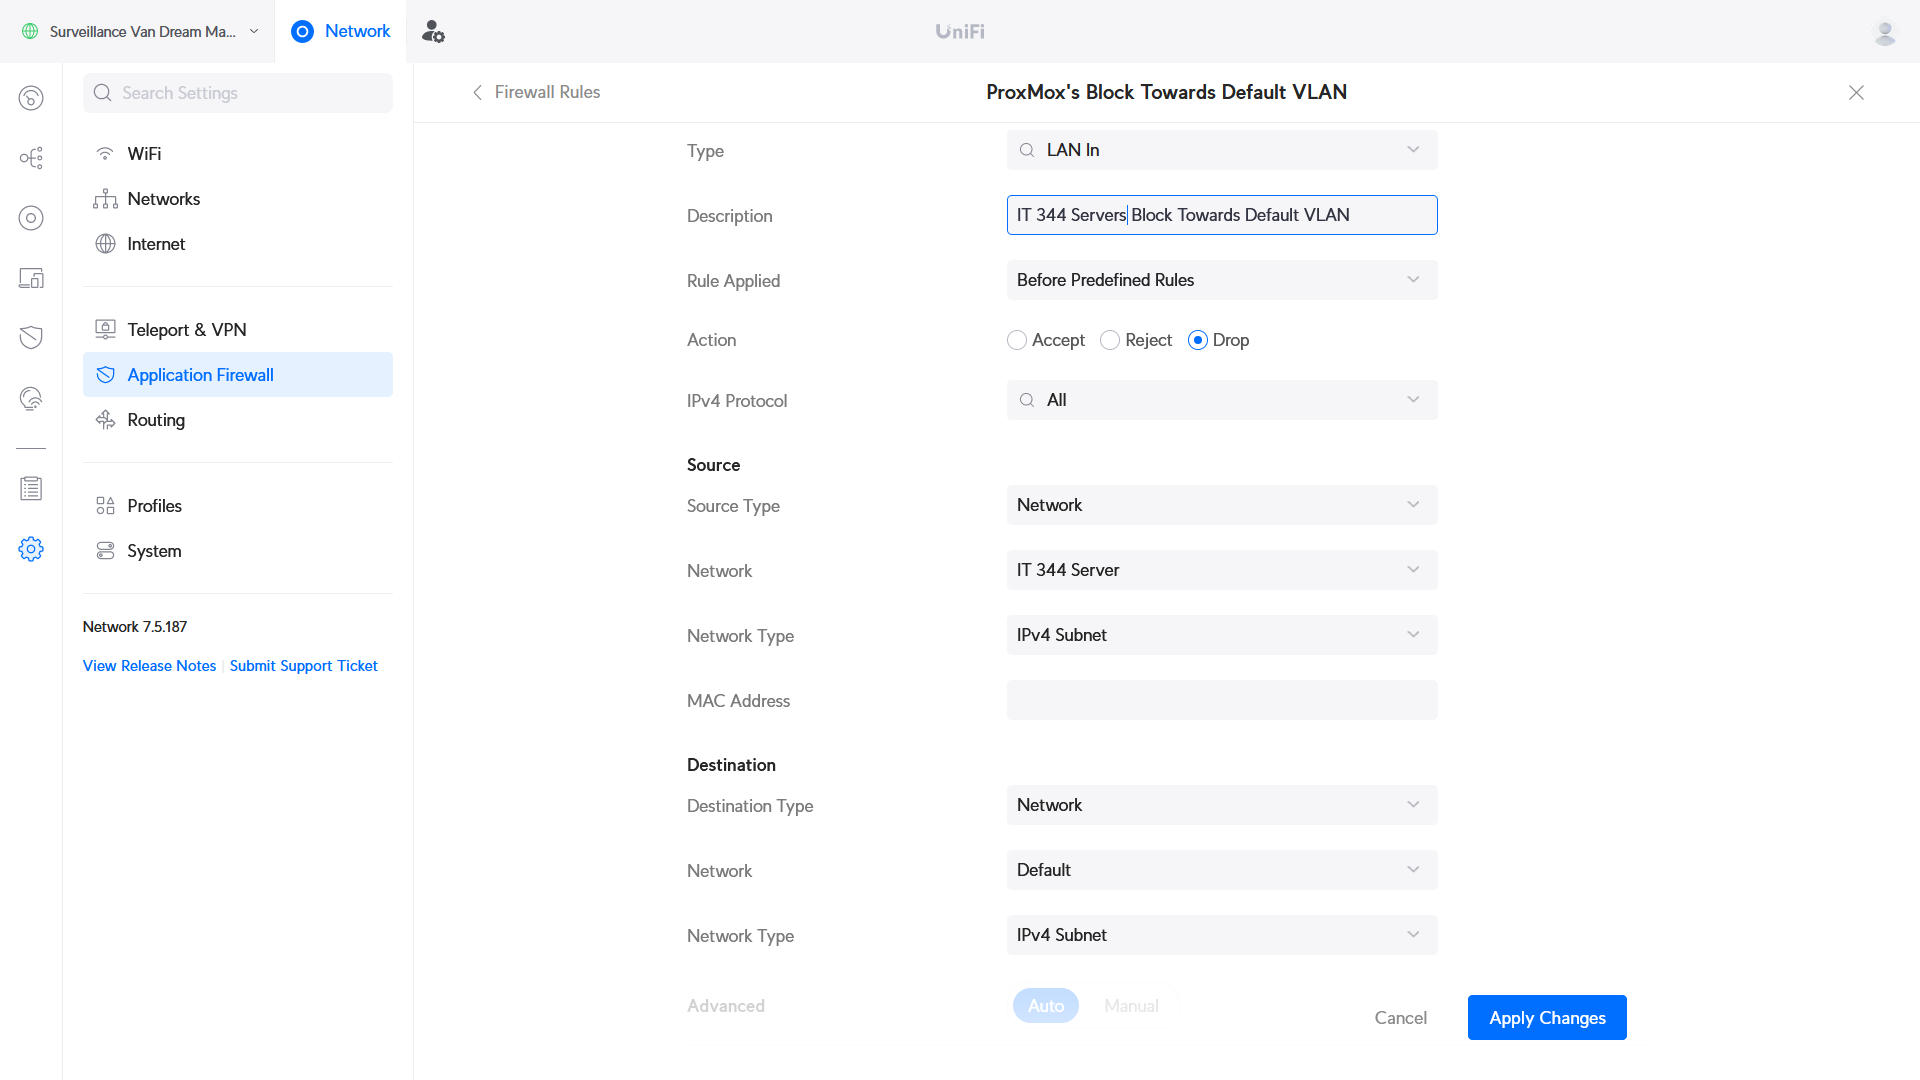 Surveillance Van Dream Ma...
Network
UniFi
Search Settings
WiFi
Networks
Internet
Teleport & VPN
Application Firewall
Routing
Profiles
System
Network 7.5.187
View Release Notes | Submit Support Ticket
Firewall Rules
ProxMox's Block Towards Default VLAN
Type
LAN In
Description
IT 344 Servers Block Towards Default VLAN
Rule Applied
Before Predefined Rules
Action
Accept Reject Drop
IPv4 Protocol
All
Source
Source Type
Network
Network
IT 344 Server
Network Type
IPv4 Subnet
MAC Address
Destination
Destination Type
Network
Network
Default
Network Type
IPv4 Subnet
Advanced
Auto Manual
Cancel
Apply Changes